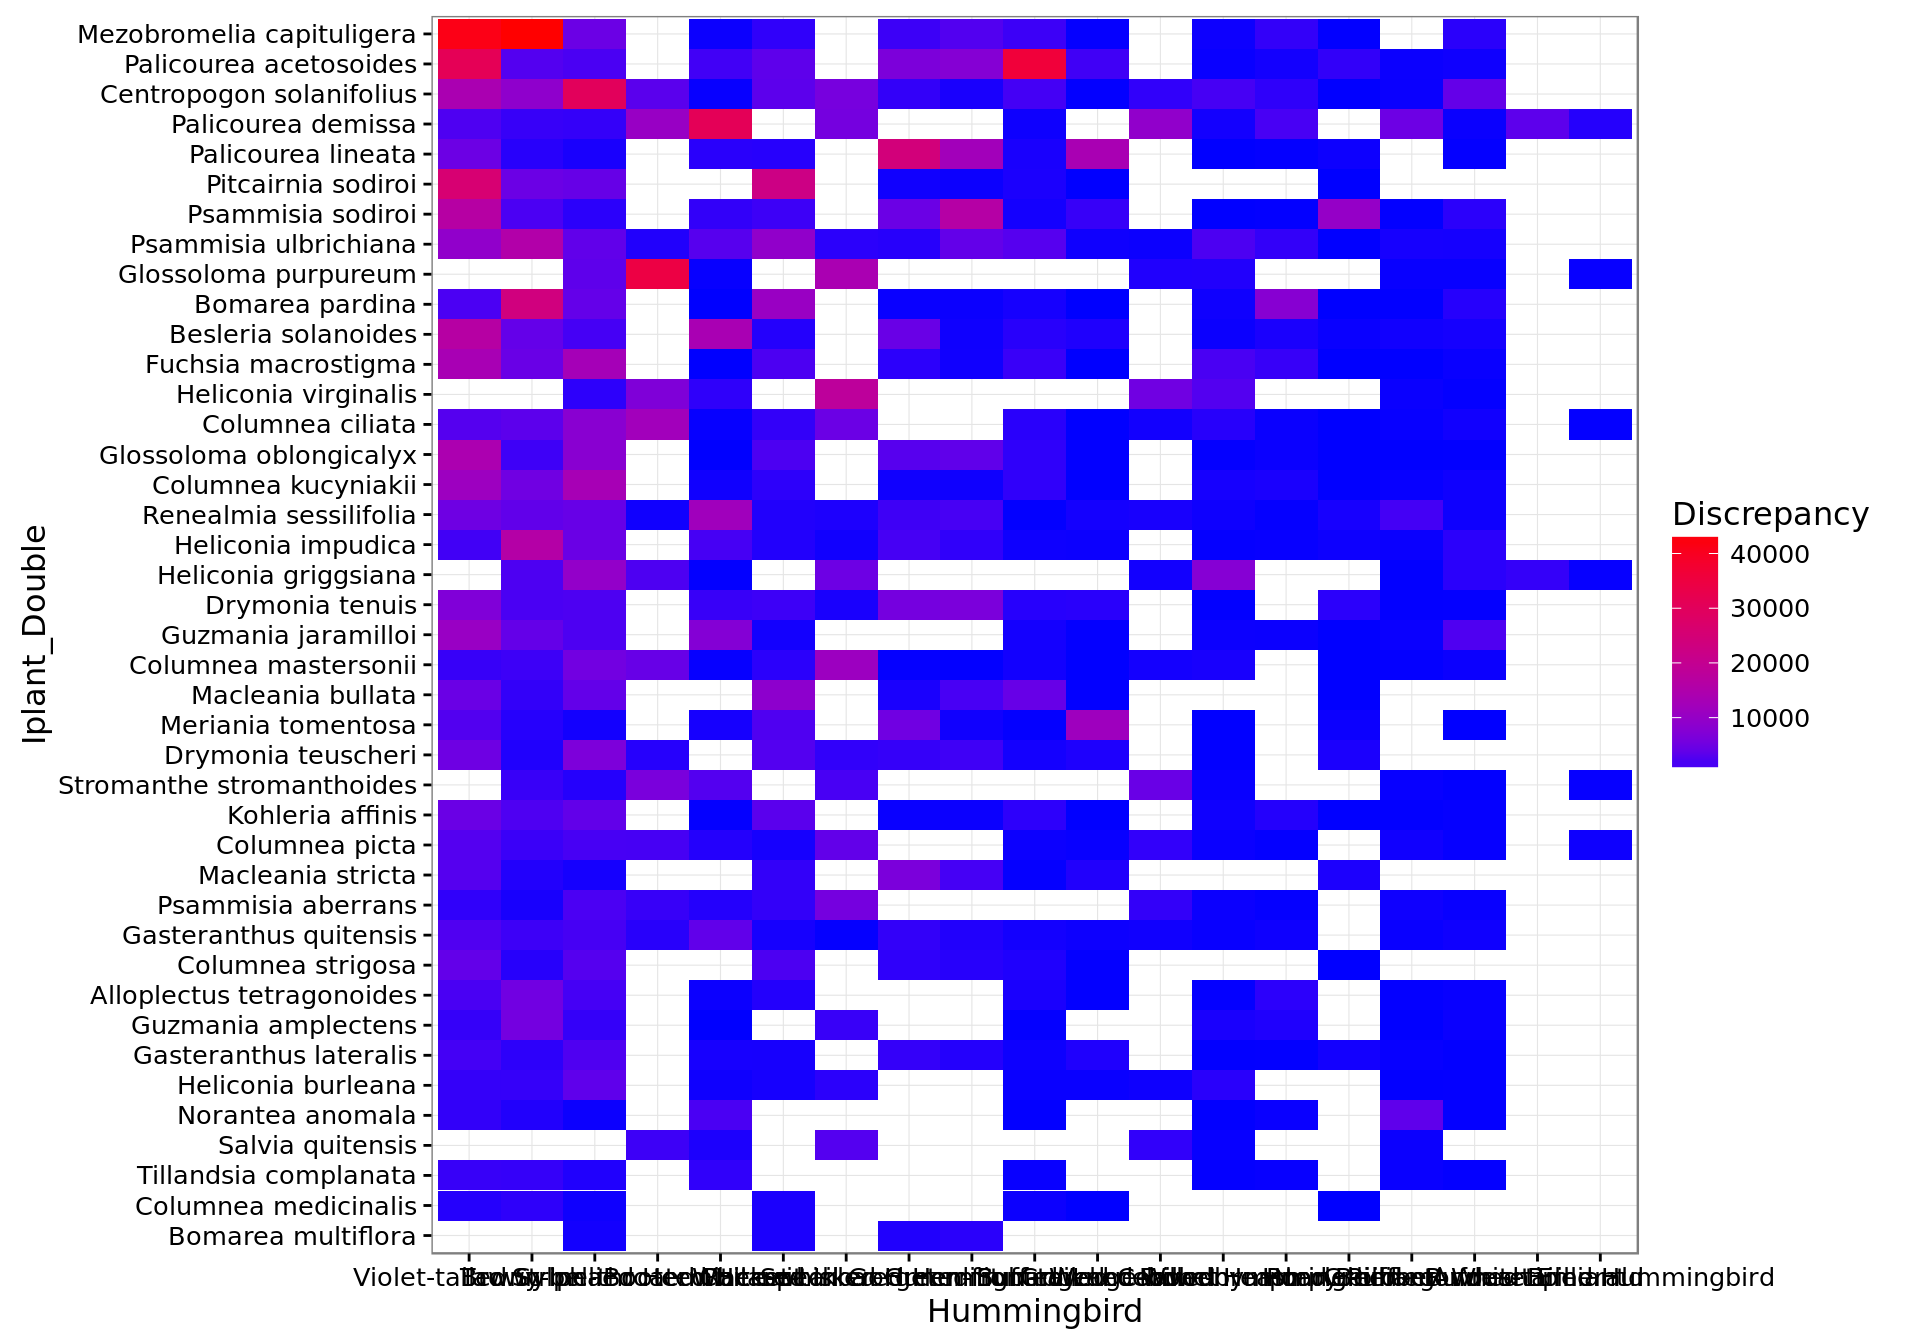 Mezobromelia capituligera
Palicourea acetosoides
Centropogon solanifolius
Palicourea demissa
Palicourea lineata
Pitcairnia sodiroi
Psammisia sodiroi
Psammisia ulbrichiana
Glossoloma purpureum
Bomarea pardina
Besleria solanoides
Fuchsia macrostigma
Heliconia virginalis
Columnea ciliata
Glossoloma oblongicalyx
Columnea kucyniakii
Renealmia sessilifolia
Heliconia impudica
Heliconia griggsiana
Drymonia tenuis
Guzmania jaramilloi
Columnea mastersonii
Macleania bullata
Meriania tomentosa
Drymonia teuscheri
Stromanthe stromanthoides
Kohleria affinis
Columnea picta
Macleania stricta
Psammisia aberrans
Gasteranthus quitensis
Columnea strigosa
Alloplectus tetragonoides
Guzmania amplectens
Gasteranthus lateralis
Heliconia burleana
Norantea anomala
Salvia quitensis
Tillandsia complanata
Columnea medicinalis
Bomarea multiflora
Iplant_Double
Hummingbird
Discrepancy
40000
30000
20000
10000